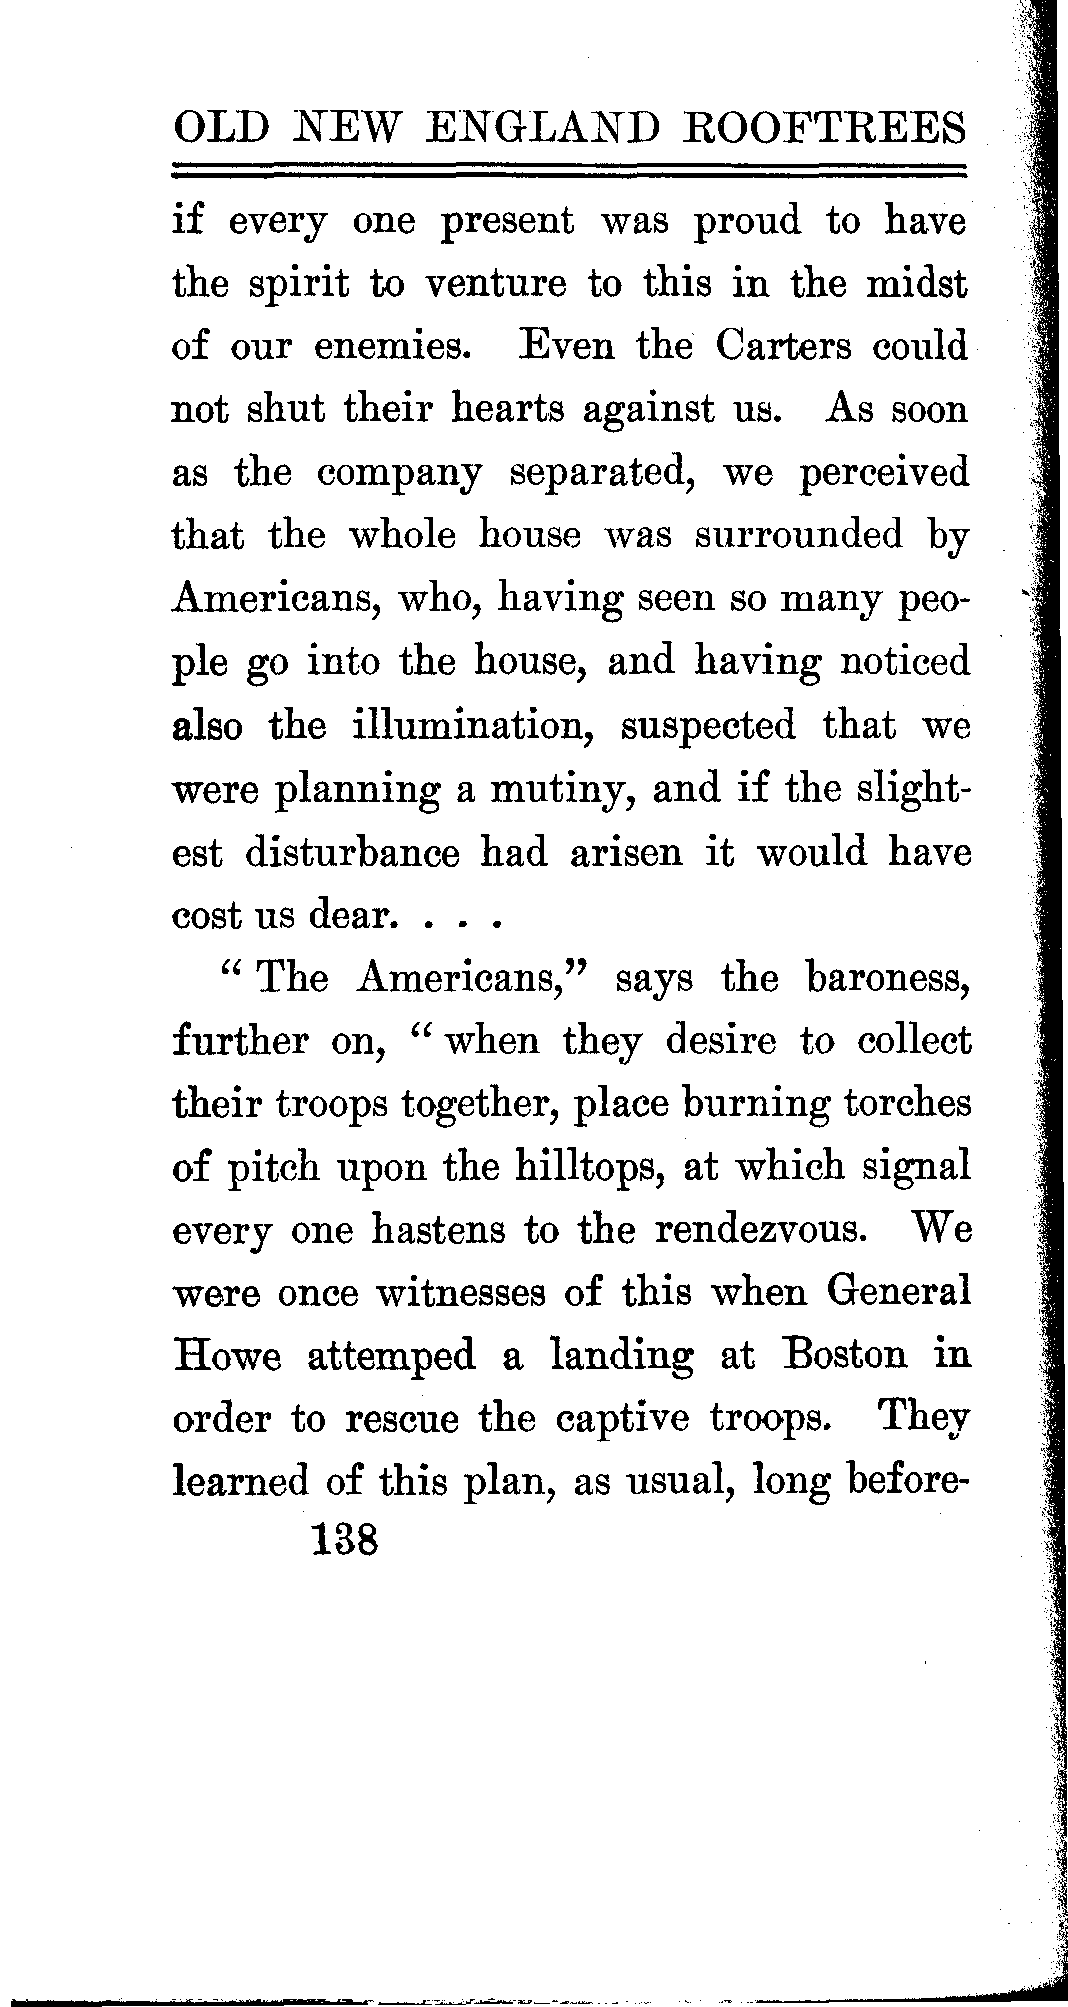 OLD NEW ENGLAND ROOFTREES
if every one present was proud to have
the spirit to venture to this in the midst
of our enemies. Even the Carters could
not shut their hearts against us. As soon
as the company separated, we perceived
that the whole house was surrounded by
Americans, who, having seen so many peo-
ple go into the house, and having noticed
also the illumination, suspected that we
were planning a mutiny, and if the slight-
est disturbance had arisen it would have
cost us dear. . . .
“ The Americans,” says the baroness,
further on, “ when they desire to collect
their troops together, place burning torches
of pitch upon the hilltops, at which signal
every one hastens to the rendezvous. We
were once witnesses of this when General
Howe attemped a landing at Boston in
order to rescue the captive troops. They
learned of this plan, as usual, long before-
138